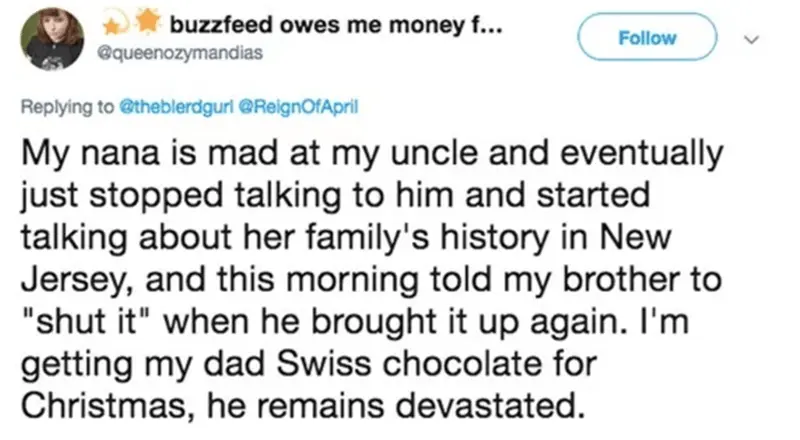 buzzfeed owes me money f...
Follow
@queenozymandias
Replying to @theblerdgurl @ReignOfApril
My nana is mad at my uncle and eventually
just stopped talking to him and started
talking about her family's history in New
Jersey, and this morning told my brother to
"shut it" when he brought it up again. I'm
getting my dad Swiss chocolate for
Christmas, he remains devastated.